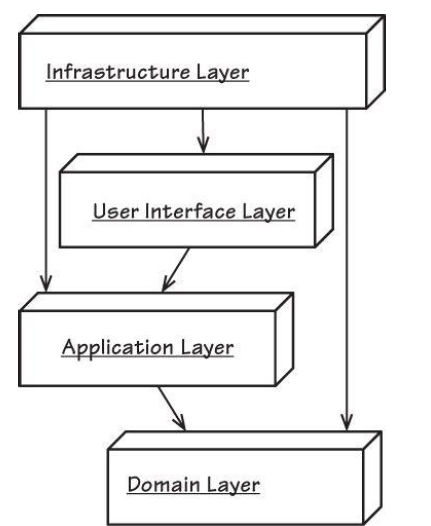 Infrastructure Layer
User Interface Layer
Application Layer
Domain Layer